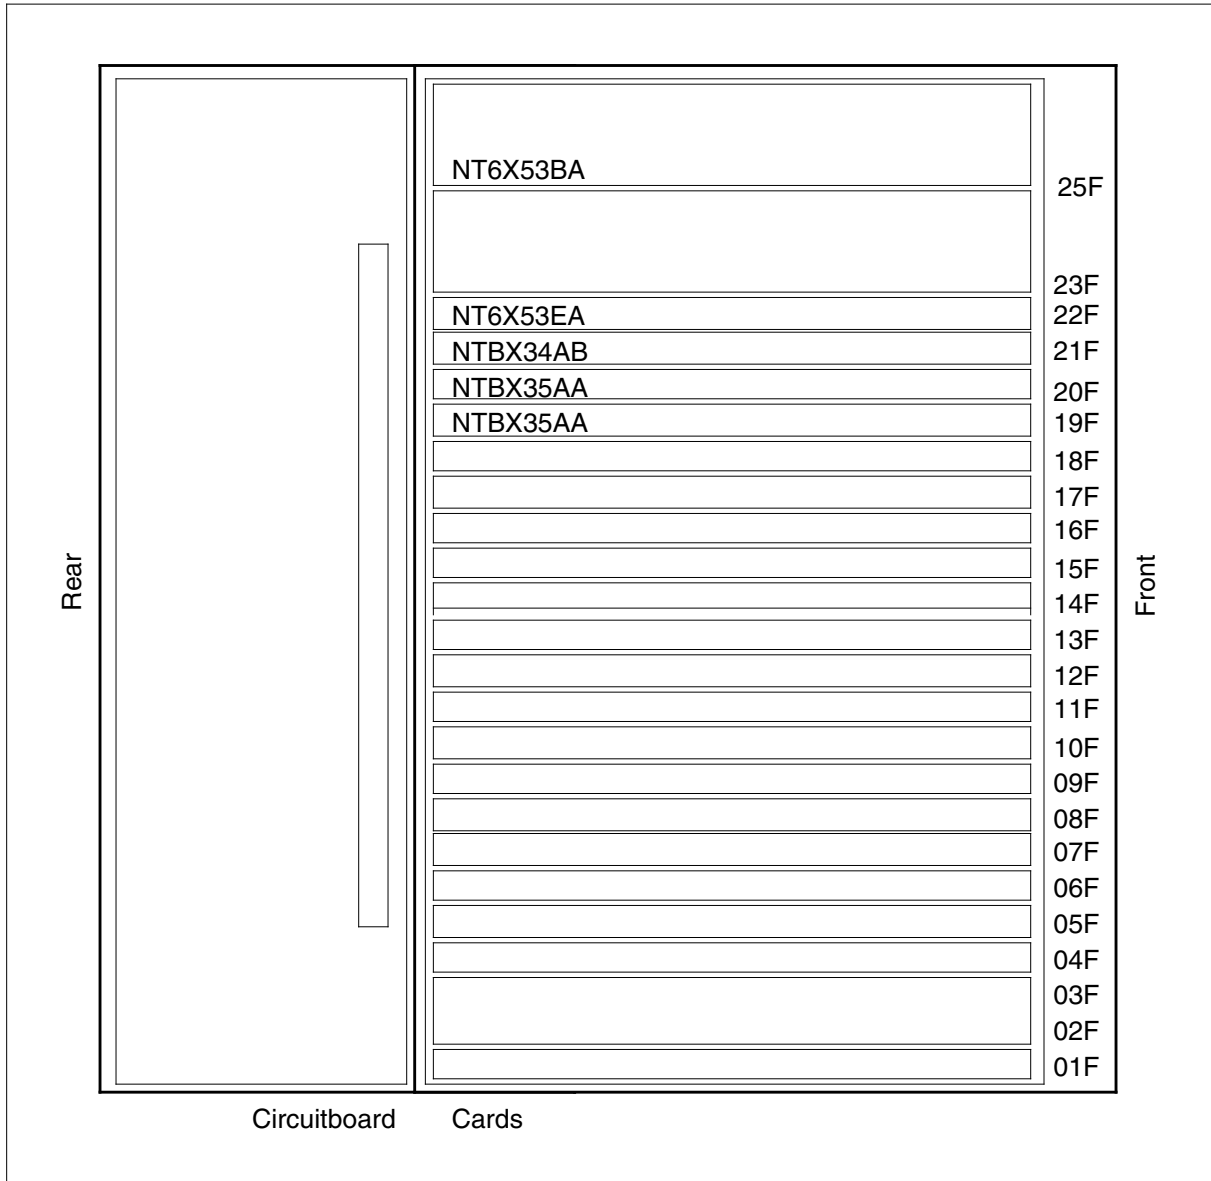 NT6X53BA
25F
23F
NT6X53EA 22F
NTBX34AB 21F
NTBX35AA 20F
NTBX35AA 19F
18F
17F
16F
15F
14F
13F
12F
11F
10F
09F
08F
07F
06F
05F
04F
03F
02F
01F
Rear
Front
Circuitboard Cards